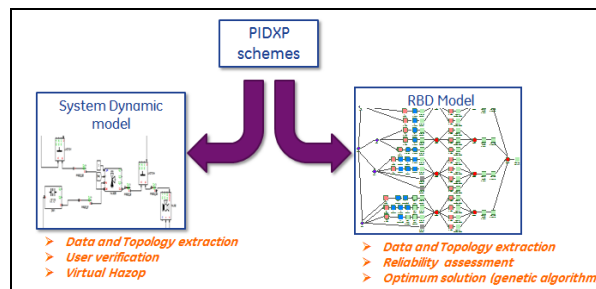 PIDXP
schemes
System Dynamic
model
RBD Model
Data and Topology extraction
User verification
Virtual Hazop
Data and Topology extraction
Reliability assessment
Optimum solution (genetic algorithm